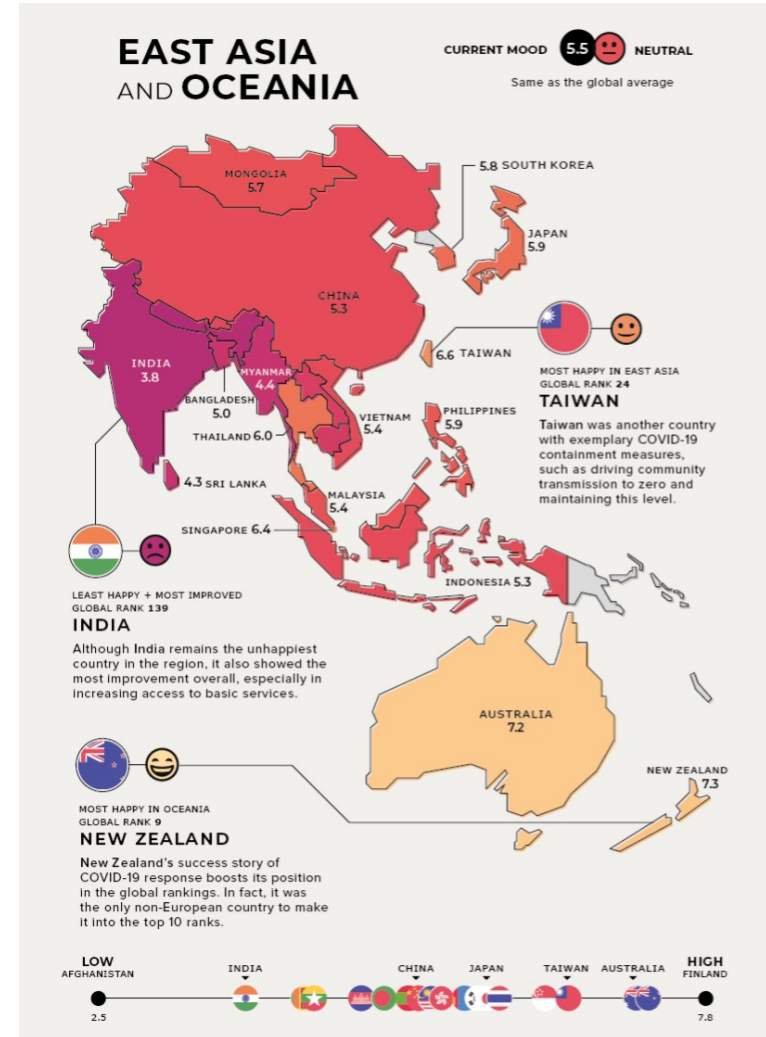 EAST ASIA
AND OCEANIA
CURRENT MOOD 5.5 NEUTRAL
Same as the global average
MONGOLIA
5.7
5.8 SOUTH KOREA
JAPAN
5.9
CHINA
5.3
INDIA
3.8
MYANMAR
4.4
BANGLADESH
5.0
THAILAND 6.0
VIETNAM
5.4
PHILIPPINES
5.9
6.6 TAIWAN
MOST HAPPY IN EAST ASIA
GLOBAL RANK 24
TAIWAN
Taiwan was another country
with exemplary COVID-19
containment measures,
such as driving community
transmission to zero and
maintaining this level.
4.3 SRI LANKA
MALAYSIA
5.4
SINGAPORE 6.4
INDONESIA 5.3
LEAST HAPPY + MOST IMPROVED
GLOBAL RANK 139
INDIA
Although India remains the unhappiest
country in the region, it also showed the
most improvement overall, especially in
increasing access to basic services.
AUSTRALIA
7.2
NEW ZEALAND
7.3
MOST HAPPY IN OCEANIA
GLOBAL RANK 9
NEW ZEALAND
New Zealand's success story of
COVID-19 response boosts its position
in the global rankings. In fact, it was
the only non-European country to make
it into the top 10 ranks.
LOW
AFGHANISTAN
2.5
INDIA
CHINA
JAPAN
TAIWAN
AUSTRALIA
HIGH
FINLAND
7.8